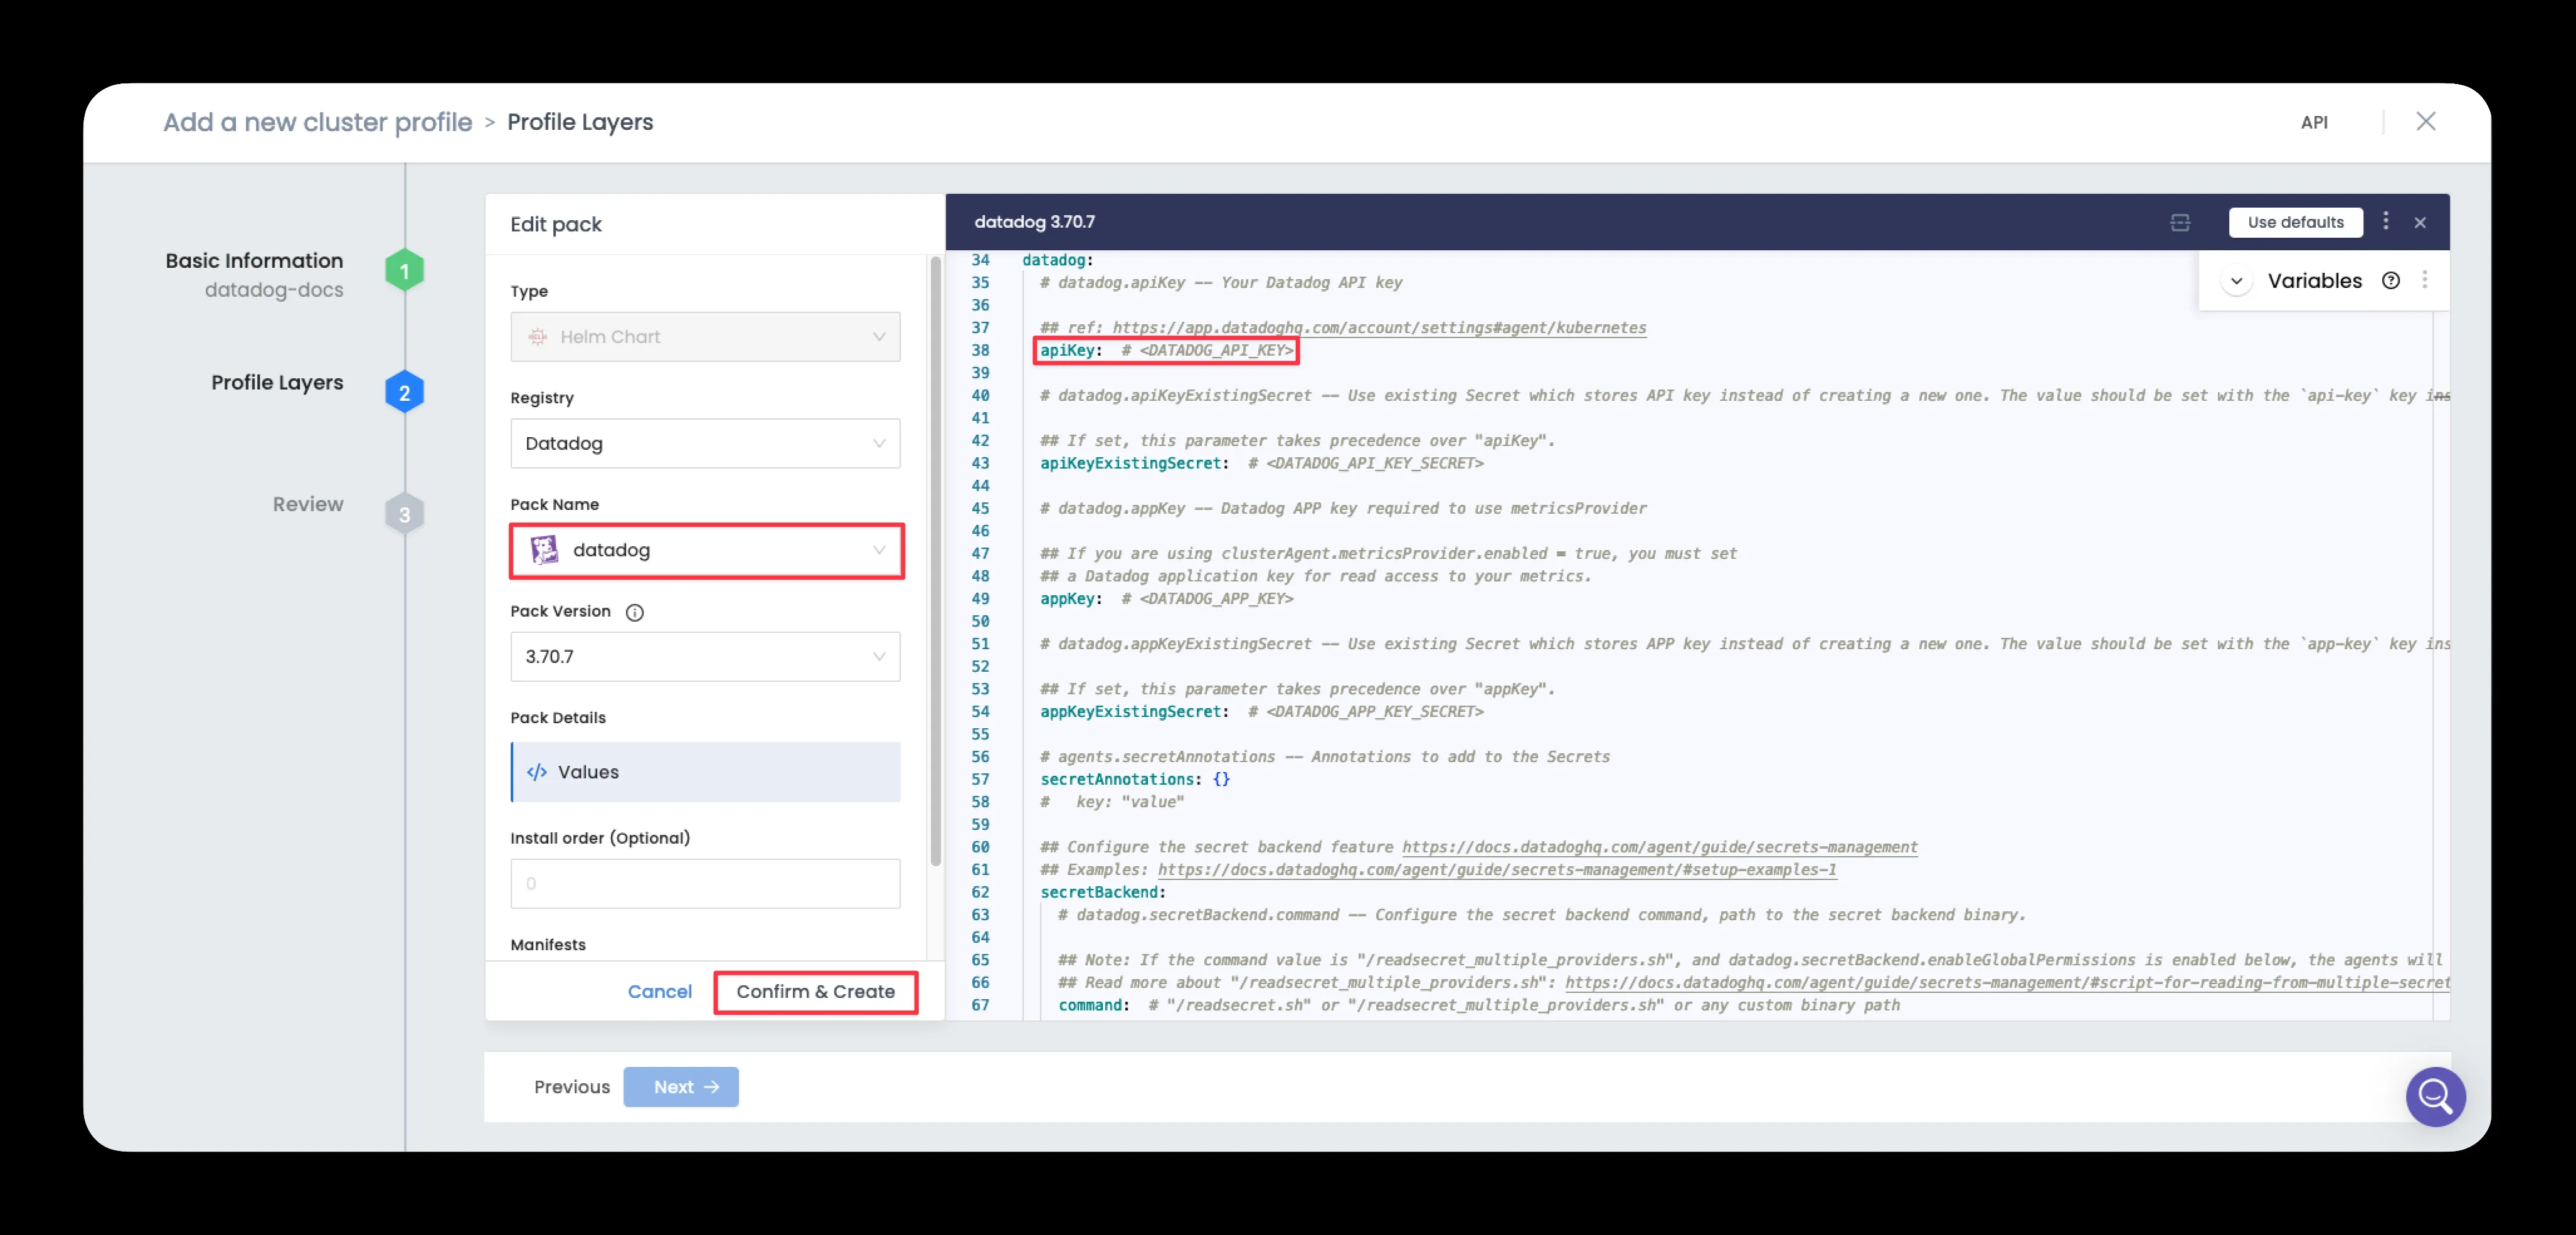 Add a new cluster profile > Profile Layers
API
Basic Information
datadog-docs
1
Profile Layers
2
Review
3
Edit pack
Type
Helm Chart
Registry
Datadog
Pack Name
datadog
Pack Version
3.70.7
Pack Details
</> Values
Install order (Optional)
0
Manifests
Cancel
Confirm & Create
datadog 3.70.7
Use defaults
Variables
34 datadog:
35 # datadog.apiKey -- Your Datadog API key
36
37 ## ref: https://app.datadoghq.com/account/settings#agent/kubernetes
38 apiKey: # <DATADOG_API_KEY>
39
40 # datadog.apiKeyExistingSecret -- Use existing Secret which stores API key instead of creating a new one. The value should be set with the `api-key` key ins
41
42 ## If set, this parameter takes precedence over "apiKey".
43 apiKeyExistingSecret: # <DATADOG_API_KEY_SECRET>
44
45 # datadog.appKey -- Datadog APP key required to use metricsProvider
46
47 ## If you are using clusterAgent.metricsProvider.enabled = true, you must set
48 ## a Datadog application key for read access to your metrics.
49 appKey: # <DATADOG_APP_KEY>
50
51 # datadog.appKeyExistingSecret -- Use existing Secret which stores APP key instead of creating a new one. The value should be set with the `app-key` key ins
52
53 ## If set, this parameter takes precedence over "appKey".
54 appKeyExistingSecret: # <DATADOG_APP_KEY_SECRET>
55
56 # agents.secretAnnotations -- Annotations to add to the Secrets
57 secretAnnotations: {}
58 #   key: "value"
59
60 ## Configure the secret backend feature https://docs.datadoghq.com/agent/guide/secrets-management
61 ## Examples: https://docs.datadoghq.com/agent/guide/secrets-management/#setup-examples-1
62 secretBackend:
63 # datadog.secretBackend.command -- Configure the secret backend command, path to the secret backend binary.
64
65 ## Note: If the command value is "/readsecret_multiple_providers.sh", and datadog.secretBackend.enableGlobalPermissions is enabled below, the agents will
66 ## Read more about "/readsecret_multiple_providers.sh": https://docs.datadoghq.com/agent/guide/secrets-management/#script-for-reading-from-multiple-secret
67 command: # "/readsecret.sh" or "/readsecret_multiple_providers.sh" or any custom binary path
Previous
Next →